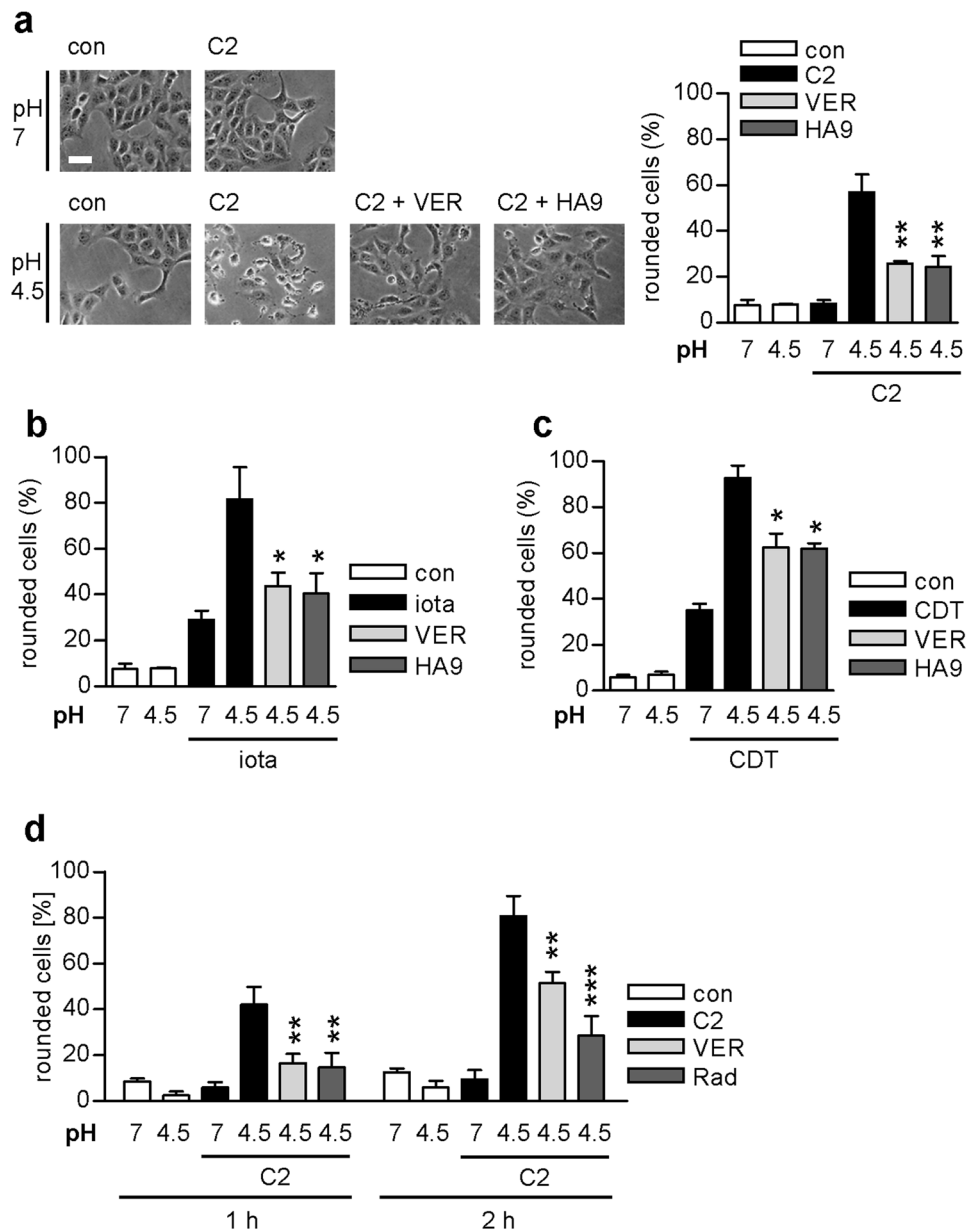 a
con C2
pH
7
con C2 C2 + VER C2 + HA9
pH
4.5
con
C2
VER
HA9
rounded cells (%)
100
80
60
40
20
0
** **
pH 7 4.5 7 4.5 4.5 4.5
C2
b
rounded cells (%)
100
80
60
40
20
0
* *
con
iota
VER
HA9
pH 7 4.5 7 4.5 4.5 4.5
iota
c
rounded cells (%)
100
80
60
40
20
0
* *
con
CDT
VER
HA9
pH 7 4.5 7 4.5 4.5 4.5
CDT
d
rounded cells [%]
100
80
60
40
20
0
** ** ** ***
con
C2
VER
Rad
pH 7 4.5 7 4.5 4.5 4.5 7 4.5 7 4.5 4.5 4.5
C2 C2
1 h 2 h